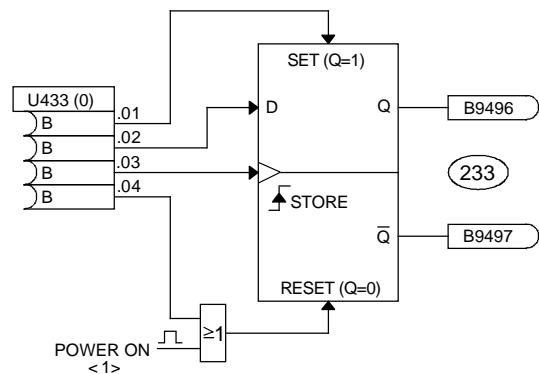 SET (Q=1)
U433 (0)
B .01
B .02
B .03
B .04
D
Q
B9496
233
STORE
Q̅
B9497
RESET (Q=0)
≥1
POWER ON
<1>